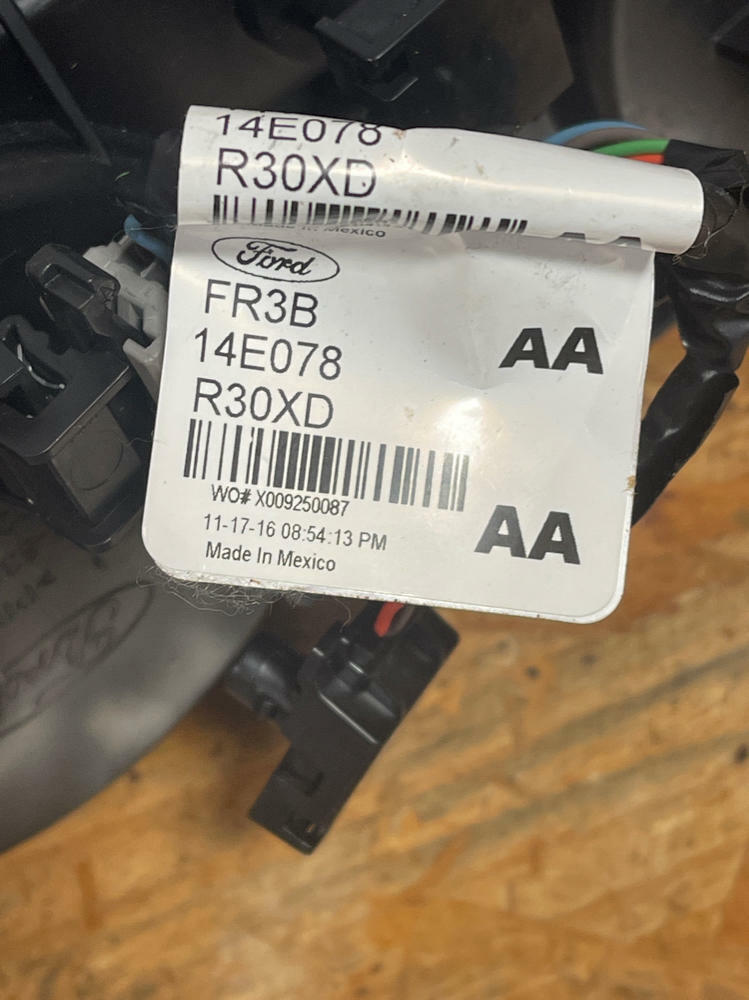 14E078
R30XD
Made In Mexico
AA
Ford
FR3B
14E078
AA
R30XD
WO# X009250087
AA
11-17-16 08:54:13 PM
Made In Mexico